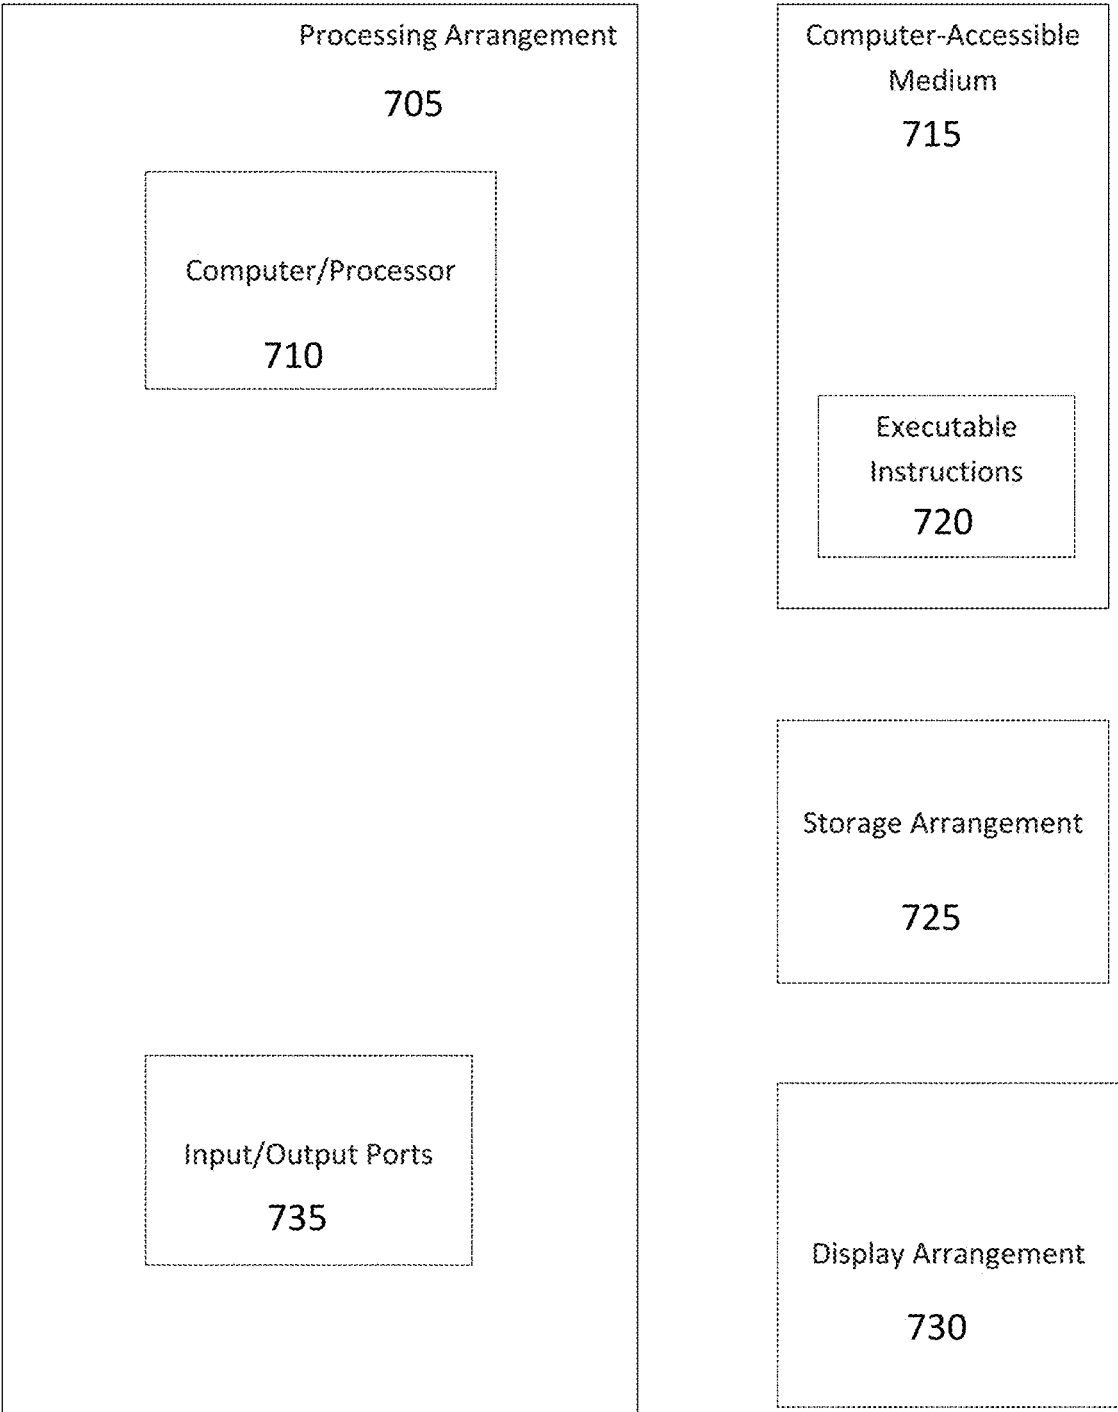 Processing Arrangement
705
Computer/Processor
710
Input/Output Ports
735
Computer-Accessible
Medium
715
Executable
Instructions
720
Storage Arrangement
725
Display Arrangement
730